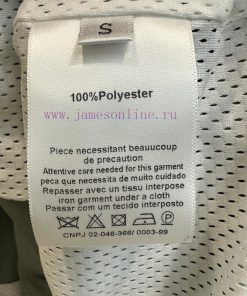 S
100%Polyester
www.jamesonline.ru
Piece necessitant beauucoup
de precaution
Attentive care needed for this garment
peca que necessita de muito cuidado
Repasser avec un tissu interpose
iron garment under a cloth
Passar com um tecido interposto
CNPJ 02-046-366/ 0003-99